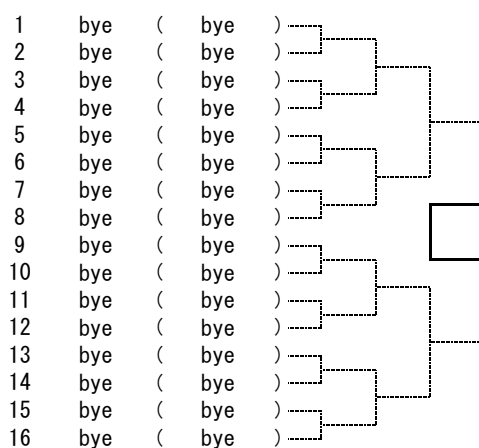 1 bye ( bye )
2 bye ( bye )
3 bye ( bye )
4 bye ( bye )
5 bye ( bye )
6 bye ( bye )
7 bye ( bye )
8 bye ( bye )
9 bye ( bye )
10 bye ( bye )
11 bye ( bye )
12 bye ( bye )
13 bye ( bye )
14 bye ( bye )
15 bye ( bye )
16 bye ( bye )